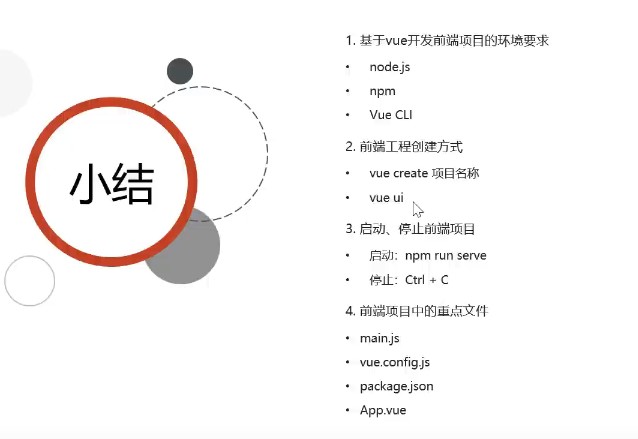 小结
1. 基于vue开发前端项目的环境要求
• node.js
• npm
• Vue CLI
2. 前端工程创建方式
• vue create 项目名称
• vue ui
3. 启动、停止前端项目
• 启动：npm run serve
• 停止：Ctrl + C
4. 前端项目中的重点文件
• main.js
• vue.config.js
• package.json
• App.vue